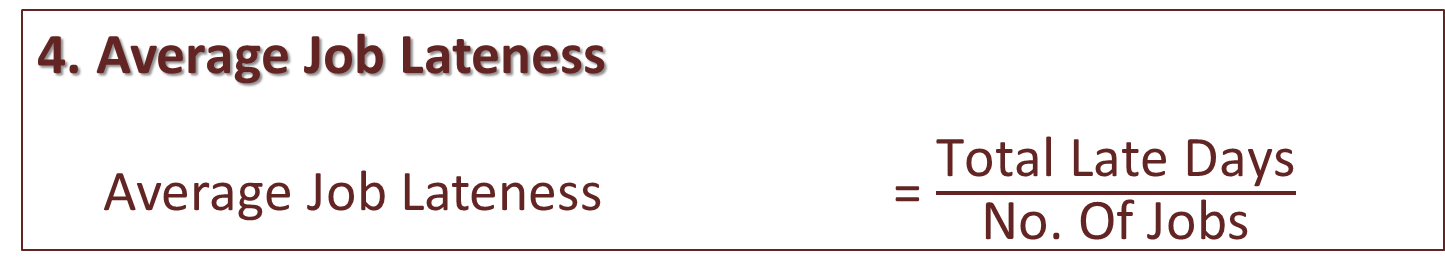 4. Average Job Lateness
Average Job Lateness = Total Late Days
No. Of Jobs